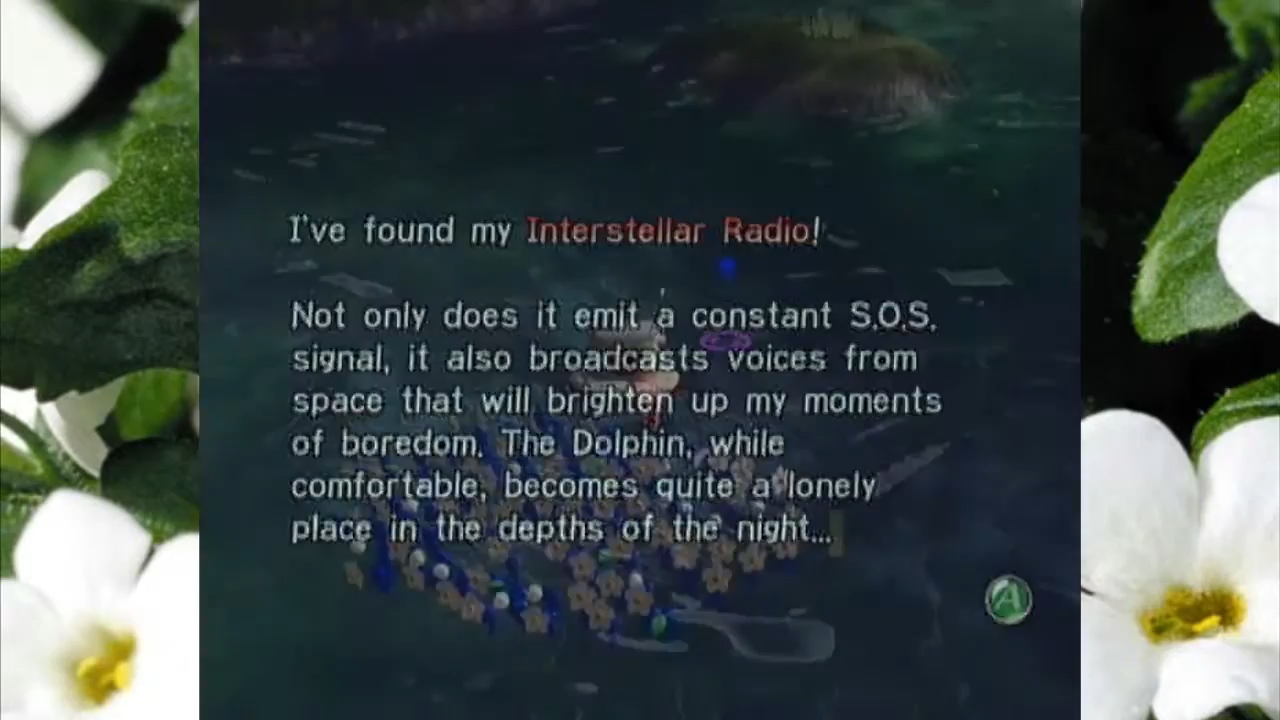 I've found my Interstellar Radio!
Not only does it emit a constant S.O.S.
signal, it also broadcasts voices from
space that will brighten up my moments
of boredom. The Dolphin, while
comfortable, becomes quite a lonely
place in the depths of the night...
A